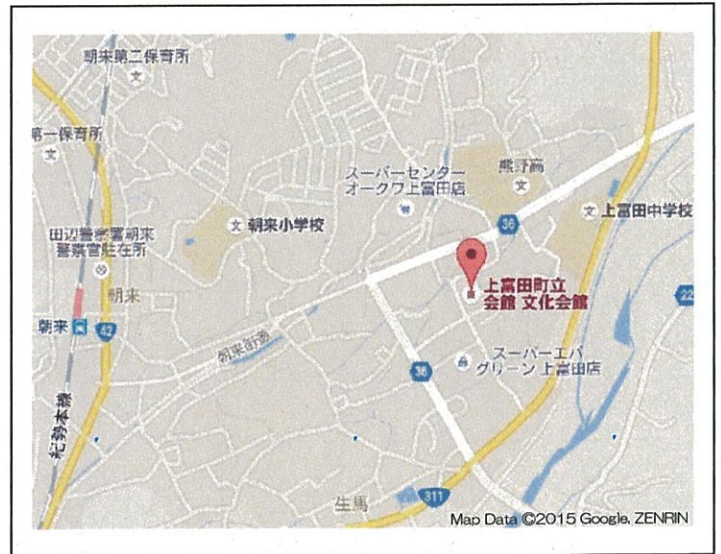 朝来第二保育所
第一保育所
熊野高
スーパーセンター
オークワ上富田店
上富田中学校
朝来小学校
36
田辺警察署朝来
警察官駐在所
上富田町立
会館 文化会館
朝来
22
朝来
42
朝来街道
36
スーパーエバ
グリーン 上富田店
紀勢本線
311
生馬
Map Data ©2015 Google, ZENRIN